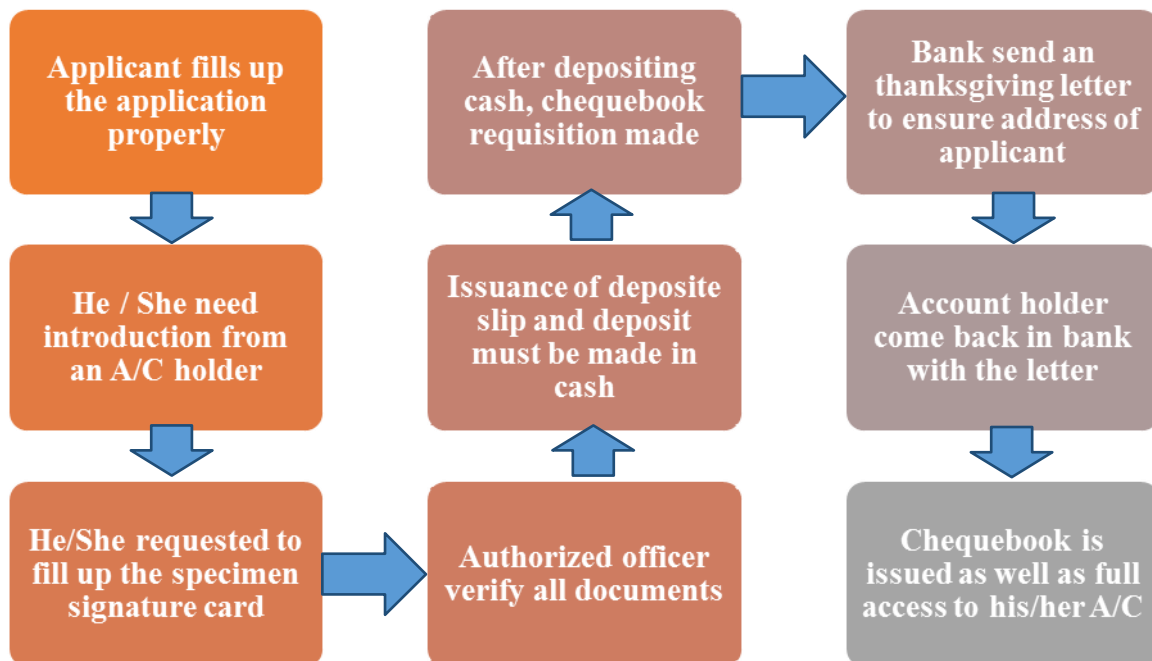 Applicant fills up
the application
properly
He / She need
introduction from
an A/C holder
He/She requested to
fill up the specimen
signature card
Authorized officer
verify all documents
Issuance of deposite
slip and deposit
must be made in
cash
After depositing
cash, chequebook
requisition made
Bank send an
thanksgiving letter
to ensure address of
applicant
Account holder
come back in bank
with the letter
Chequebook is
issued as well as full
access to his/her A/C